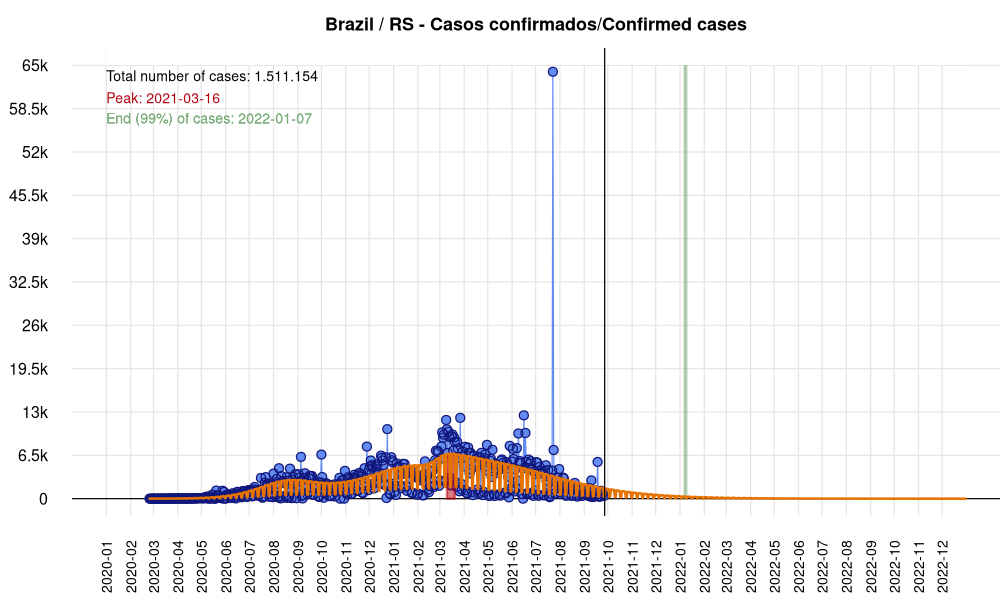 Brazil / RS - Casos confirmados/Confirmed cases
Total number of cases: 1.511.154
Peak: 2021-03-16
End (99%) of cases: 2022-01-07
65k
58.5k
52k
45.5k
39k
32.5k
26k
19.5k
13k
6.5k
0
2020-01
2020-02
2020-03
2020-04
2020-05
2020-06
2020-07
2020-08
2020-09
2020-10
2020-11
2020-12
2021-01
2021-02
2021-03
2021-04
2021-05
2021-06
2021-07
2021-08
2021-09
2021-10
2021-11
2021-12
2022-01
2022-02
2022-03
2022-04
2022-05
2022-06
2022-07
2022-08
2022-09
2022-10
2022-11
2022-12